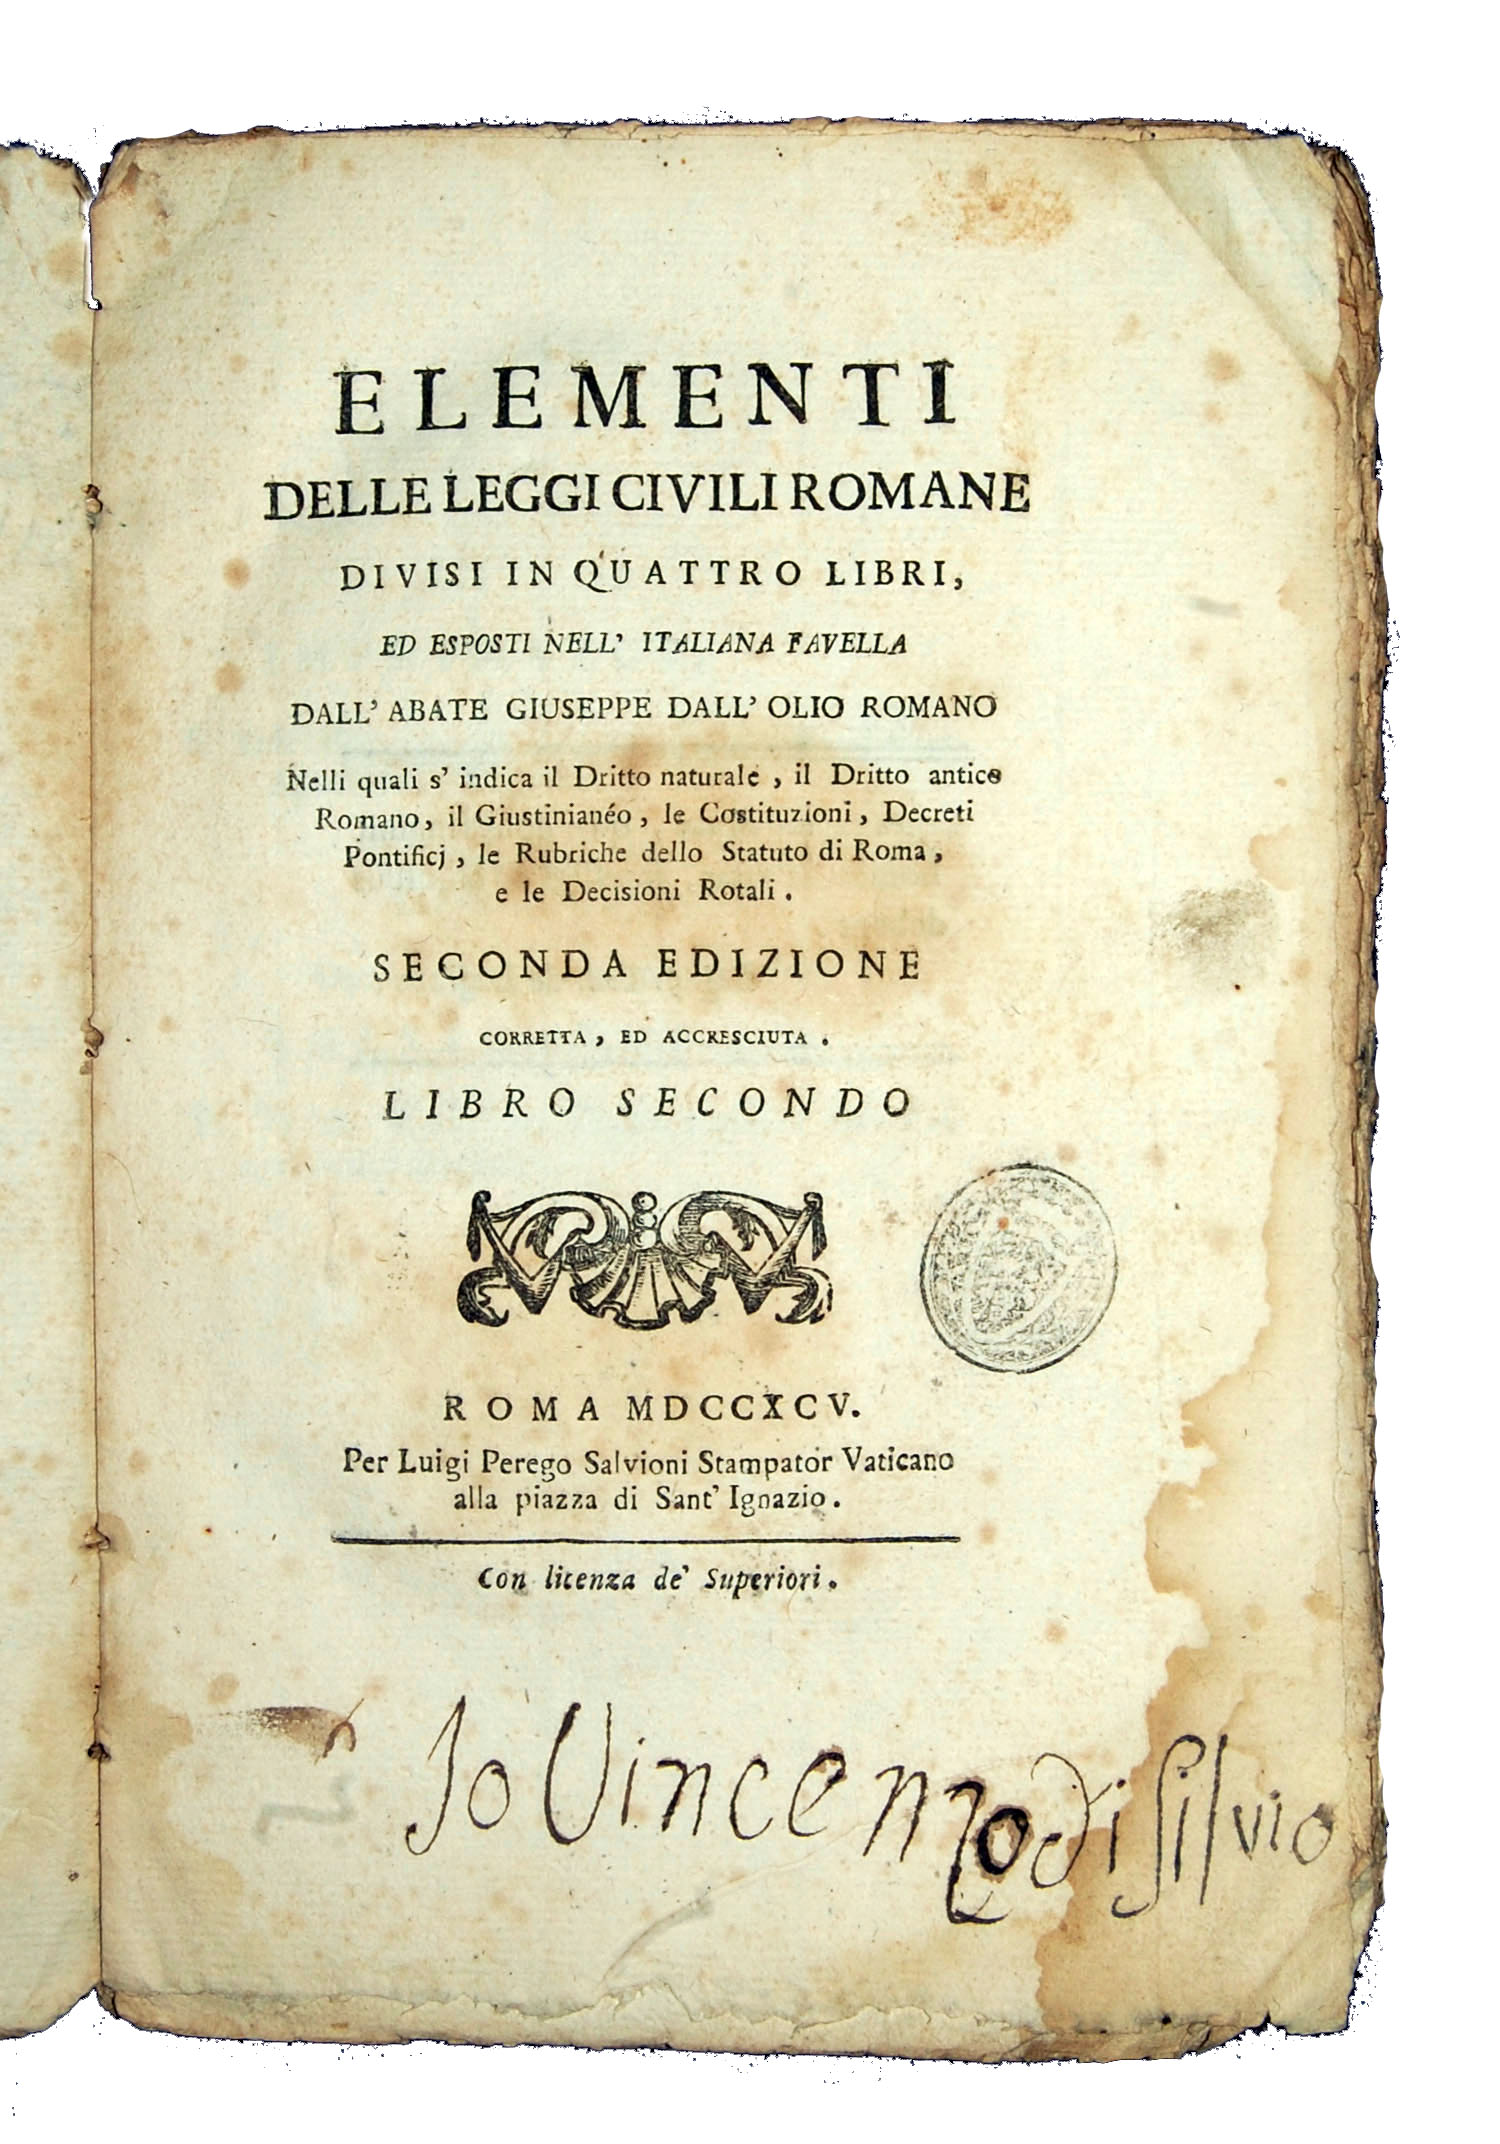 ELEMENTI
DELLE LEGGI CIVILI ROMANE
DIVISI IN QUATTRO LIBRI,
ED ESPOSTI NELL' ITALIANA FAVELLA
DALL' ABATE GIUSEPPE DALL' OLIO ROMANO
Nelli quali s' indica il Dritto naturale, il Dritto antico
Romano, il Giustinianéo, le Costituzioni, Decreti
Pontificj, le Rubriche dello Statuto di Roma,
e le Decisioni Rotali.
SECONDA EDIZIONE
CORRETTA, ED ACCRESCIUTA.
LIBRO SECONDO
ROMA MDCCXCV.
Per Luigi Perego Salvioni Stampator Vaticano
alla piazza di Sant' Ignazio.
Con licenza de' Superiori.
Io Vincenzo di Silvio